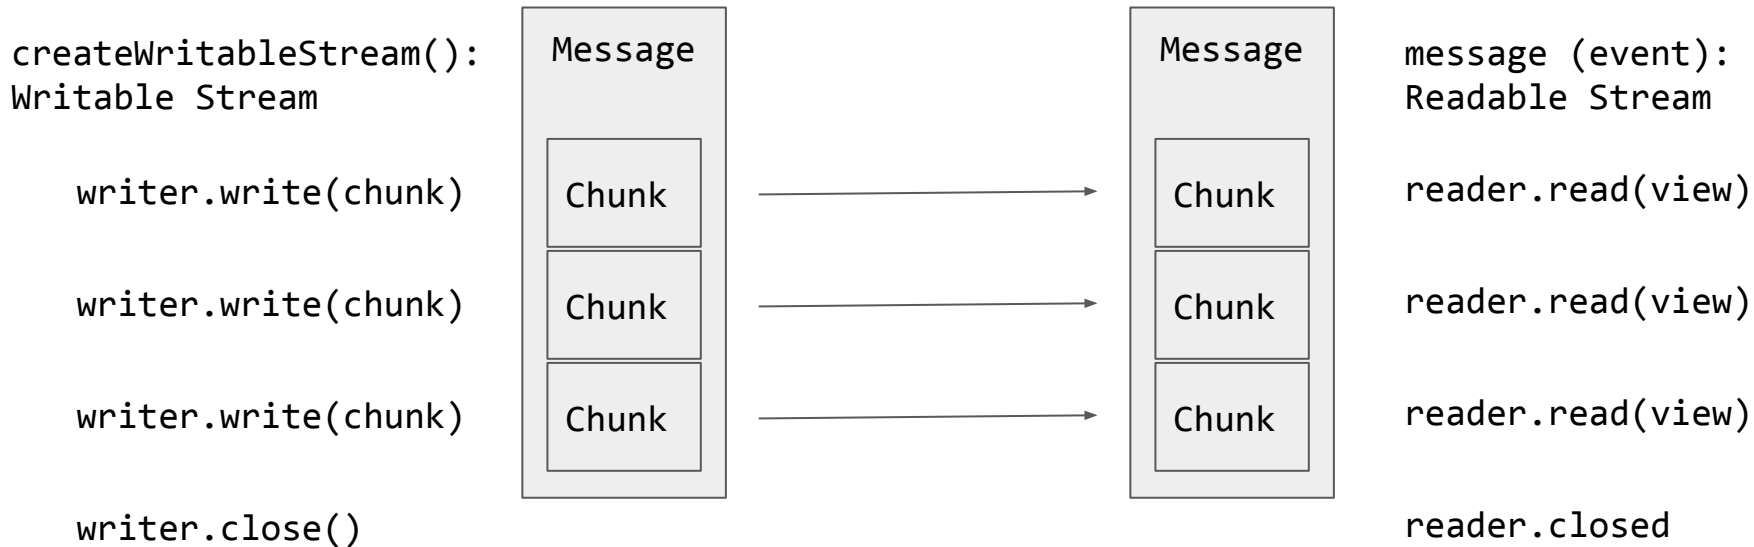 createWritableStream():
Writable Stream
Message
Message
message (event):
Readable Stream
writer.write(chunk)
Chunk
Chunk
reader.read(view)
writer.write(chunk)
Chunk
Chunk
reader.read(view)
writer.write(chunk)
Chunk
Chunk
reader.read(view)
writer.close()
reader.closed